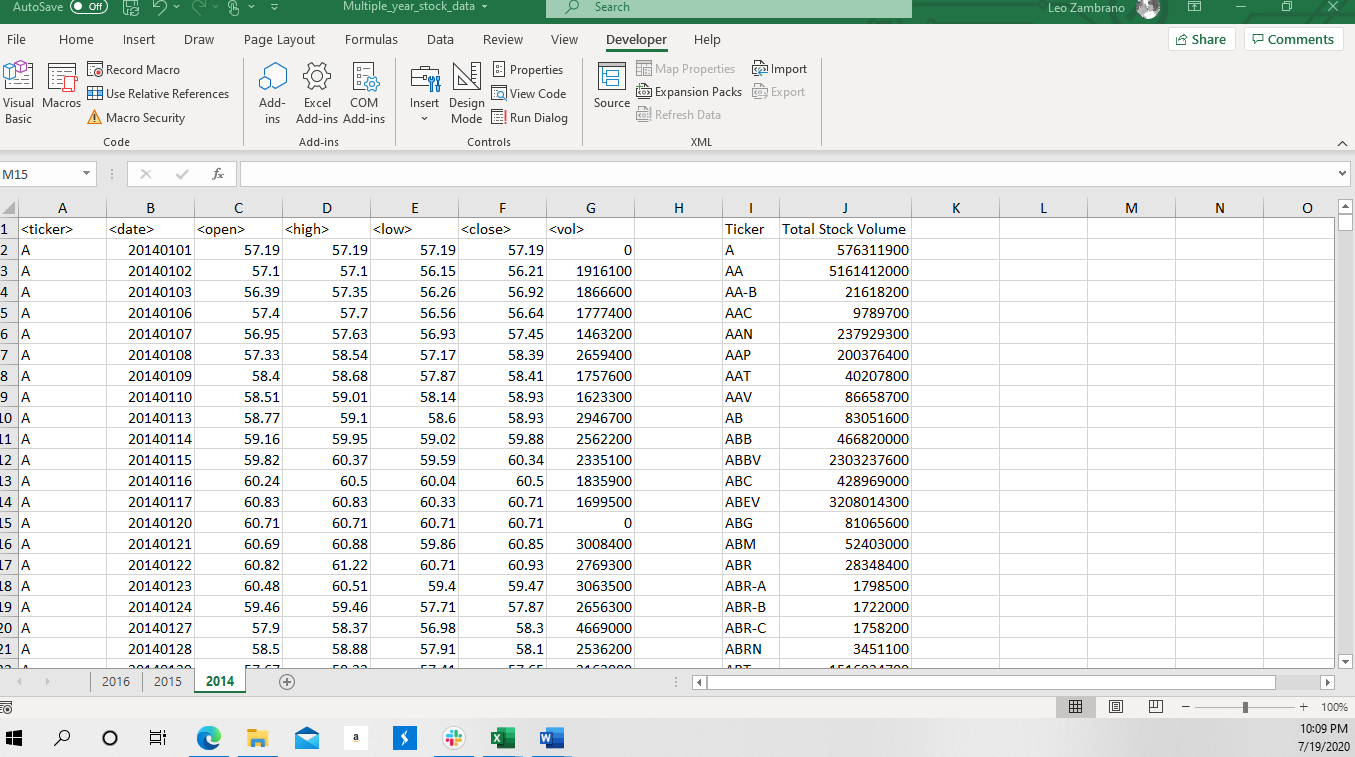 AutoSave Off Multiple_year_stock_data Search Leo Zambrano
File Home Insert Draw Page Layout Formulas Data Review View Developer Help Share Comments
Visual Basic Macros Record Macro Use Relative References Macro Security Code
Add-ins Excel Add-ins COM Add-ins Add-ins
Insert Design Mode Properties View Code Run Dialog Controls
Source Map Properties Expansion Packs Refresh Data Import Export XML
M15 fx
A B C D E F G H I J K L M N O
1 <ticker> <date> <open> <high> <low> <close> <vol> Ticker Total Stock Volume
2 A 20140101 57.19 57.19 57.19 57.19 0 A 576311900
3 A 20140102 57.1 57.1 56.15 56.21 1916100 AA 5161412000
4 A 20140103 56.39 57.35 56.26 56.92 1866600 AA-B 21618200
5 A 20140106 57.4 57.7 56.56 56.64 1777400 AAC 9789700
6 A 20140107 56.95 57.63 56.93 57.45 1463200 AAN 237929300
7 A 20140108 57.33 58.54 57.17 58.39 2659400 AAP 200376400
8 A 20140109 58.4 58.68 57.87 58.41 1757600 AAT 40207800
9 A 20140110 58.51 59.01 58.14 58.93 1623300 AAV 86658700
10 A 20140113 58.77 59.1 58.6 58.93 2946700 AB 83051600
11 A 20140114 59.16 59.95 59.02 59.88 2562200 ABB 466820000
12 A 20140115 59.82 60.37 59.59 60.34 2335100 ABBV 2303237600
13 A 20140116 60.24 60.5 60.04 60.5 1835900 ABC 428969000
14 A 20140117 60.83 60.83 60.33 60.71 1699500 ABEV 3208014300
15 A 20140120 60.71 60.71 60.71 60.71 0 ABG 81065600
16 A 20140121 60.69 60.88 59.86 60.85 3008400 ABM 52403000
17 A 20140122 60.82 61.22 60.71 60.93 2769300 ABR 28348400
18 A 20140123 60.48 60.51 59.4 59.47 3063500 ABR-A 1798500
19 A 20140124 59.46 59.46 57.71 57.87 2656300 ABR-B 1722000
20 A 20140127 57.9 58.37 56.98 58.3 4669000 ABR-C 1758200
21 A 20140128 58.5 58.88 57.91 58.1 2536200 ABRN 3451100
2016 2015 2014
100%
10:09 PM
7/19/2020